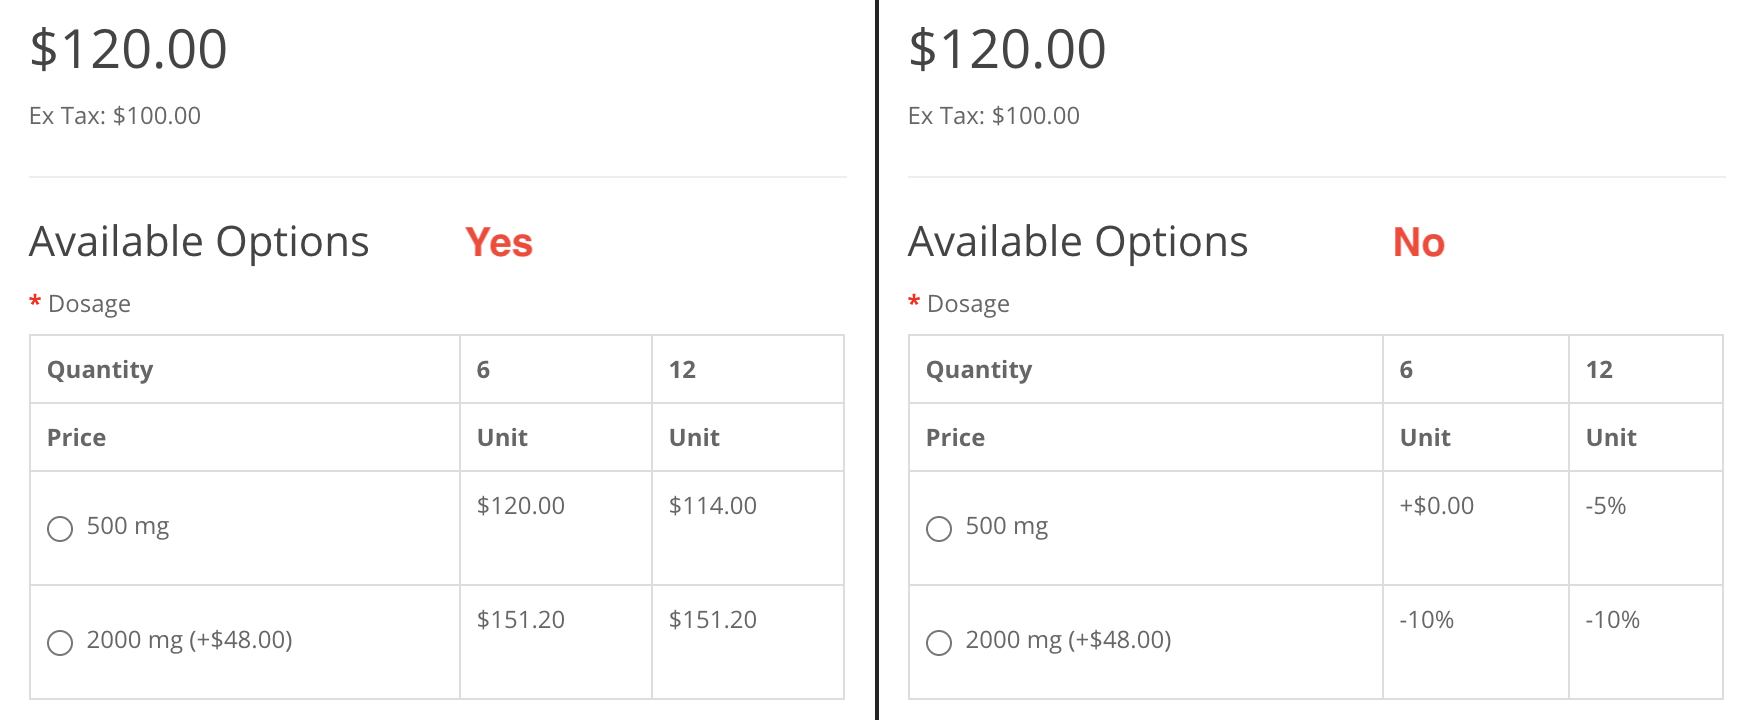 $120.00
Ex Tax: $100.00
Available Options Yes
* Dosage
Quantity 6 12
Price Unit Unit
500 mg $120.00 $114.00
2000 mg (+$48.00) $151.20 $151.20
$120.00
Ex Tax: $100.00
Available Options No
* Dosage
Quantity 6 12
Price Unit Unit
500 mg +$0.00 -5%
2000 mg (+$48.00) -10% -10%